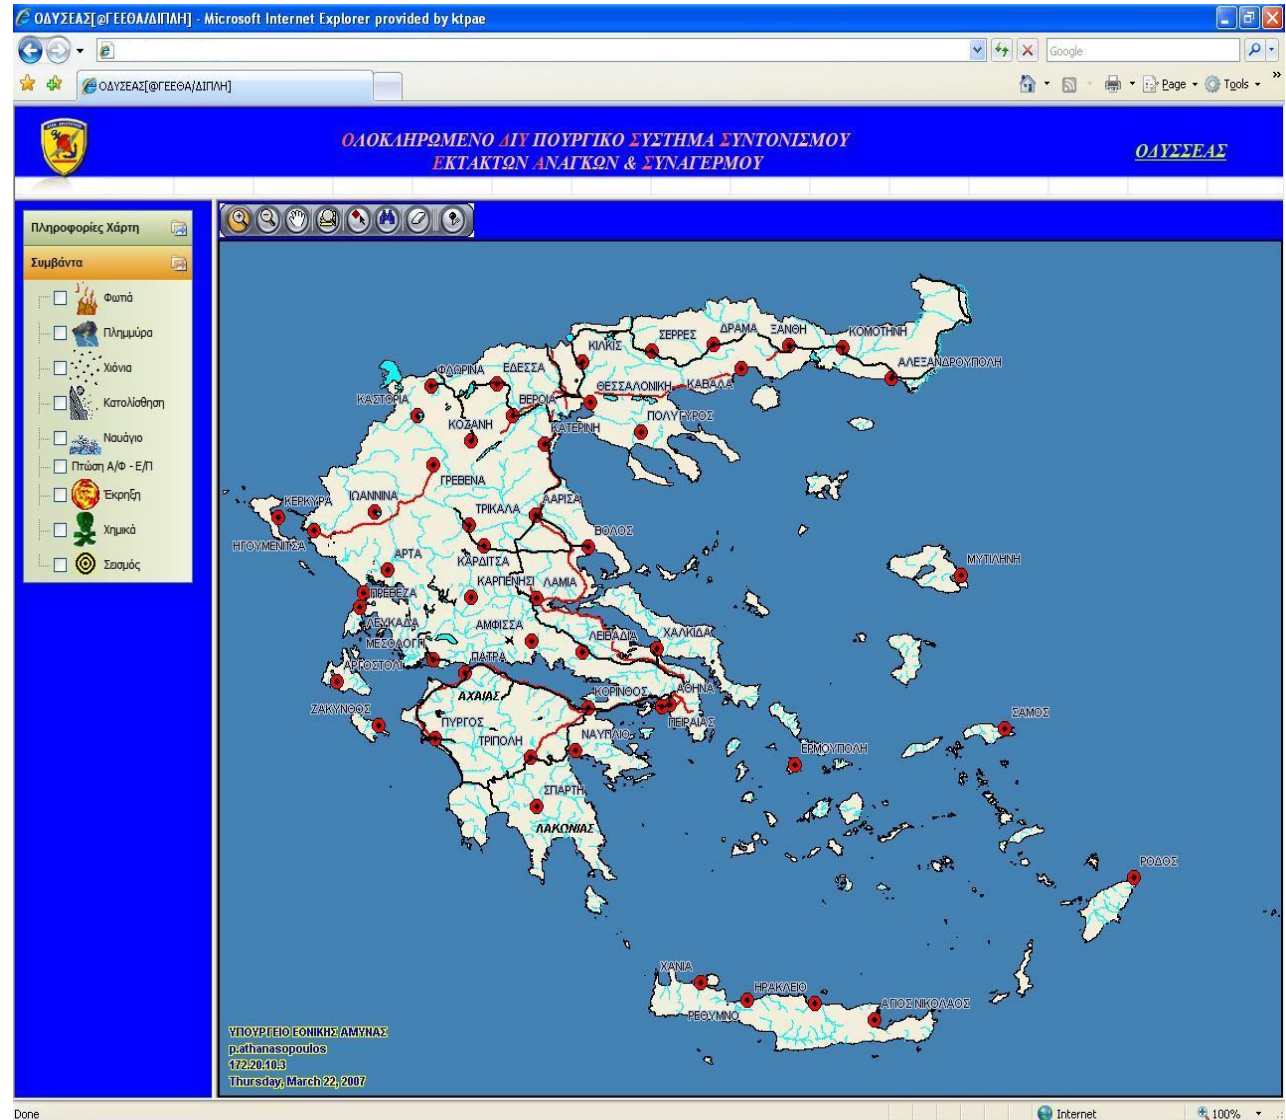 ΟΔΥΣΕΑΣ[@ΓΕΕΘΑ/ΔΙΠΛΗ] - Microsoft Internet Explorer provided by ktpae
Google
ΟΔΥΣΕΑΣ[@ΓΕΕΘΑ/ΔΙΠΛΗ]
Page
Tools
ΟΛΟΚΛΗΡΩΜΕΝΟ ΔΙΥ ΠΟΥΡΓΙΚΟ ΣΥΣΤΗΜΑ ΣΥΝΤΟΝΙΣΜΟΥ
ΕΚΤΑΚΤΩΝ ΑΝΑΓΚΩΝ & ΣΥΝΑΓΕΡΜΟΥ
ΟΔΥΣΣΕΑΣ
Πληροφορίες Χάρτη
Συμβάντα
Φωτιά
Πλημμύρα
Χιόνια
Κατολίσθηση
Ναυάγιο
Πτώση Α/Φ - Ε/Π
Έκρηξη
Χημικά
Σεισμός
ΚΙΛΚΙΣ
ΣΕΡΡΕΣ
ΔΡΑΜΑ
ΞΑΝΘΗ
ΚΟΜΟΤΗΝΗ
ΑΛΕΞΑΝΔΡΟΥΠΟΛΗ
ΦΛΩΡΙΝΑ
ΕΔΕΣΣΑ
ΘΕΣΣΑΛΟΝΙΚΗ
ΚΑΒΑΛΑ
ΚΑΣΤΟΡΙΑ
ΒΕΡΟΙΑ
ΚΟΖΑΝΗ
ΚΑΤΕΡΙΝΗ
ΠΟΛΥΓΥΡΟΣ
ΓΡΕΒΕΝΑ
ΚΕΡΚΥΡΑ
ΙΩΑΝΝΙΝΑ
ΤΡΙΚΑΛΑ
ΛΑΡΙΣΑ
ΗΓΟΥΜΕΝΙΤΣΑ
ΒΟΛΟΣ
ΑΡΤΑ
ΚΑΡΔΙΤΣΑ
ΜΥΤΙΛΗΝΗ
ΚΑΡΠΕΝΗΣΙ
ΛΑΜΙΑ
ΠΡΕΒΕΖΑ
ΛΕΥΚΑΔΑ
ΑΜΦΙΣΣΑ
ΛΕΙΒΑΔΙΑ
ΧΑΛΚΙΔΑ
ΜΕΣΟΛΟΓΓΙ
ΑΡΓΟΣΤΟΛΙ
ΠΑΤΡΑ
ΑΧΑΙΑΣ
ΚΟΡΙΝΘΟΣ
ΑΘΗΝΑ
ΖΑΚΥΝΘΟΣ
ΠΕΙΡΑΙΑΣ
ΣΑΜΟΣ
ΠΥΡΓΟΣ
ΤΡΙΠΟΛΗ
ΝΑΥΠΛΙΟ
ΕΡΜΟΥΠΟΛΗ
ΣΠΑΡΤΗ
ΛΑΚΩΝΙΑΣ
ΡΟΔΟΣ
ΧΑΝΙΑ
ΗΡΑΚΛΕΙΟ
ΡΕΘΥΜΝΟ
ΑΓΙΟΣ ΝΙΚΟΛΑΟΣ
ΥΠΟΥΡΓΕΙΟ ΕΘΝΙΚΗΣ ΑΜΥΝΑΣ
p.athanasopoulos
172.20.10.3
Thursday, March 22, 2007
Done
Internet
100%